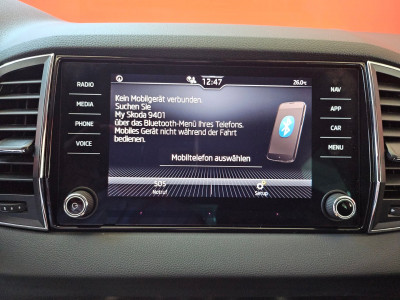 12:47
26.0
RADIO
MEDIA
PHONE
VOICE
Kein Mobilgerät verbunden.
Suchen Sie
My Skoda 9401
über das Bluetooth-Menü Ihres Telefons.
Mobiles Gerät nicht während der Fahrt
bedienen.
Mobiltelefon auswählen
SOS
Notruf
Setup
NAV
APP
CAR
MENU